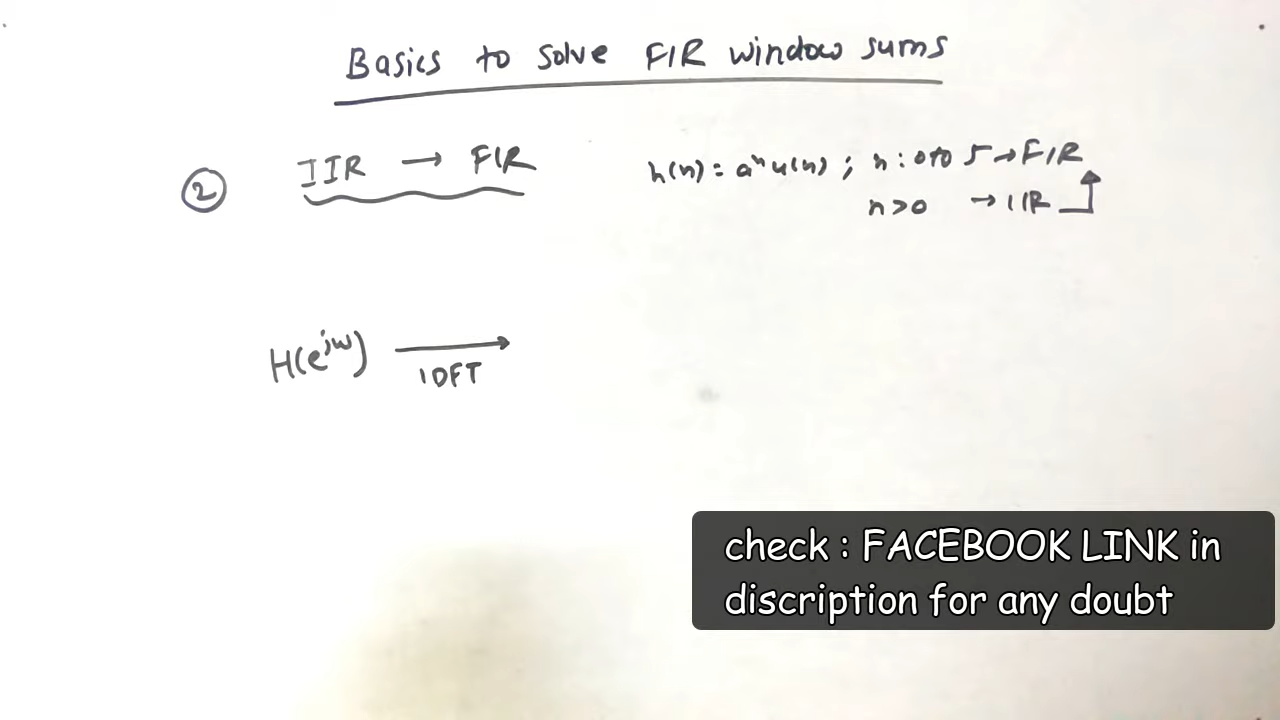 Basics to solve FIR window sums
② IIR → FIR
h(n) = aⁿ u(n) ; n : 0 to 5 → FIR
n > 0 → IIR
H(e^jw) →
IDFT
check : FACEBOOK LINK in
discription for any doubt